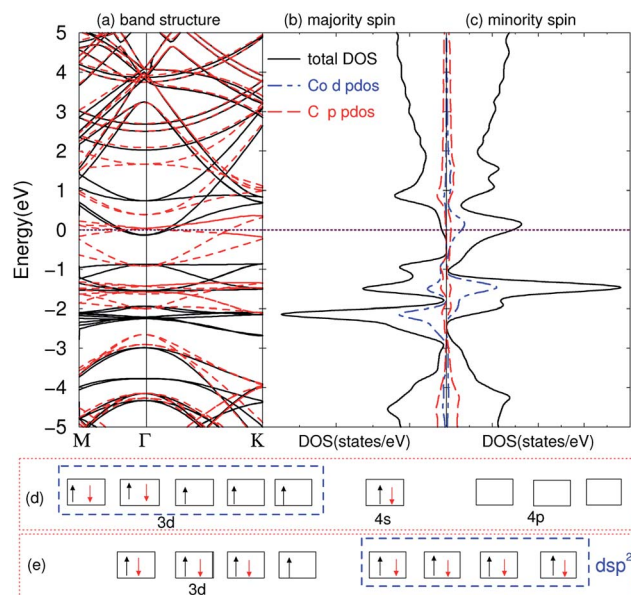 (a) band structure (b) majority spin (c) minority spin
total DOS
Co d pdos
C p pdos
Energy(eV)
5
4
3
2
1
0
−1
−2
−3
−4
−5
M Γ K DOS(states/eV) DOS(states/eV)
(d)
3d 4s 4p
(e)
3d
dsp2